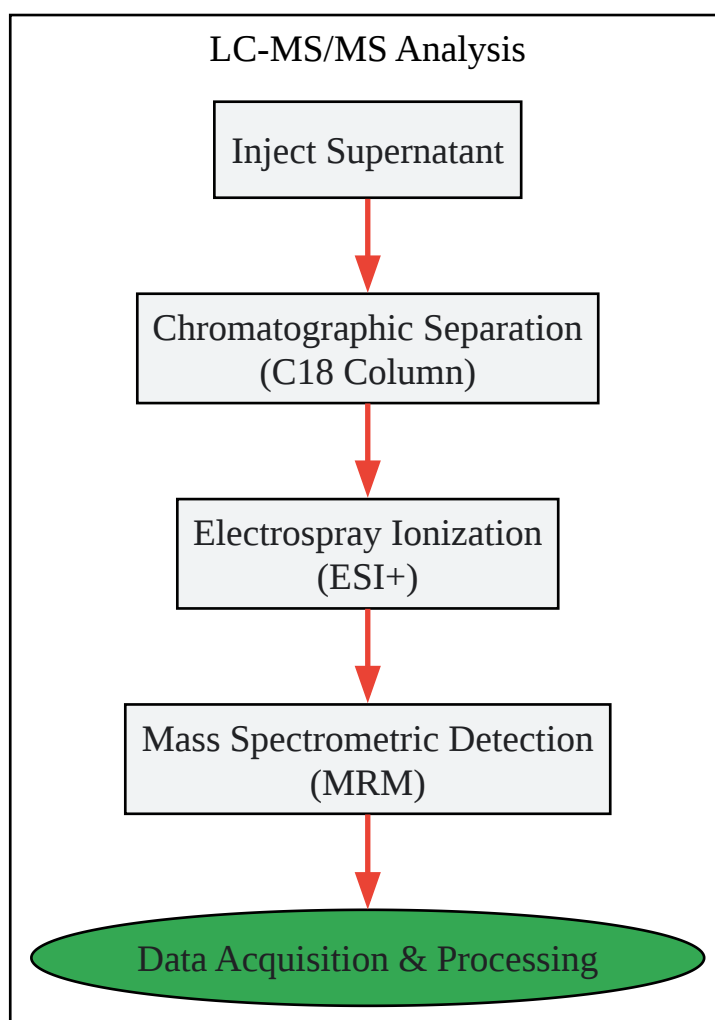 LC-MS/MS Analysis
Inject Supernatant
Chromatographic Separation
(C18 Column)
Electrospray Ionization
(ESI+)
Mass Spectrometric Detection
(MRM)
Data Acquisition & Processing